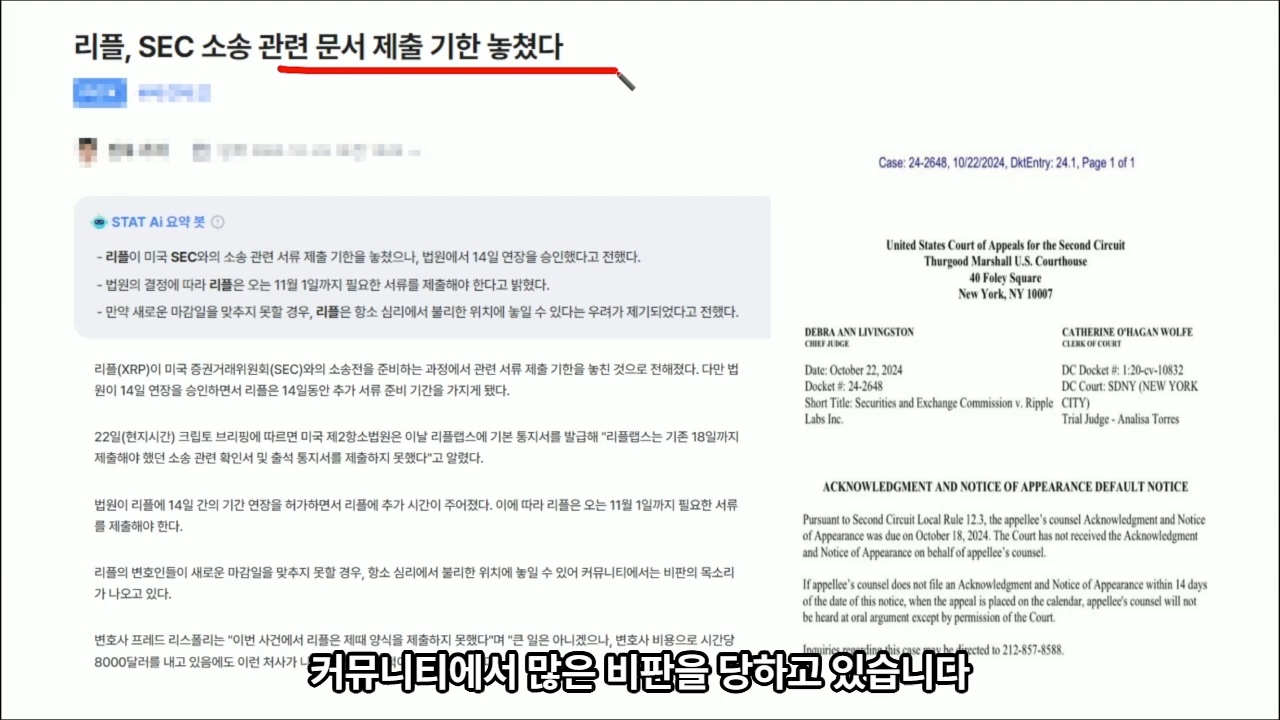 리플, SEC 소송 관련 문서 제출 기한 놓쳤다
STAT Ai 요약 봇
- 리플이 미국 SEC와의 소송 관련 서류 제출 기한을 놓쳤으나, 법원에서 14일 연장을 승인했다고 전했다.
- 법원의 결정에 따라 리플은 오는 11월 1일까지 필요한 서류를 제출해야 한다고 밝혔다.
- 만약 새로운 마감일을 맞추지 못할 경우, 리플은 항소 심리에서 불리한 위치에 놓일 수 있다는 우려가 제기되었다고 전했다.
리플(XRP)이 미국 증권거래위원회(SEC)와의 소송전을 준비하는 과정에서 관련 서류 제출 기한을 놓친 것으로 전해졌다. 다만 법
원이 14일 연장을 승인하면서 리플은 14일동안 추가 서류 준비 기간을 가지게 됐다.
22일(현지시간) 크립토 브리핑에 따르면 미국 제2항소법원은 이날 리플랩스에 기본 통지서를 발급해 "리플랩스는 기존 18일까지
제출해야 했던 소송 관련 확인서 및 출석 통지서를 제출하지 못했다"고 알렸다.
법원이 리플에 14일 간의 기간 연장을 허가하면서 리플에 추가 시간이 주어졌다. 이에 따라 리플은 오는 11월 1일까지 필요한 서류
를 제출해야 한다.
리플의 변호인들이 새로운 마감일을 맞추지 못할 경우, 항소 심리에서 불리한 위치에 놓일 수 있어 커뮤니티에서는 비판의 목소리
가 나오고 있다.
변호사 프레드 리스폴리는 "이번 사건에서 리플은 제때 양식을 제출하지 못했다"며 "큰 일은 아니겠으나, 변호사 비용으로 시간당
8000달러를 내고 있음에도 이런 처사가
Case: 24-2648, 10/22/2024, DktEntry: 24.1, Page 1 of 1
United States Court of Appeals for the Second Circuit
Thurgood Marshall U.S. Courthouse
40 Foley Square
New York, NY 10007
DEBRA ANN LIVINGSTON
CHIEF JUDGE
CATHERINE O'HAGAN WOLFE
CLERK OF COURT
Date: October 22, 2024
Docket #: 24-2648
Short Title: Securities and Exchange Commission v. Ripple
Labs Inc.
DC Docket #: 1:20-cv-10832
DC Court: SDNY (NEW YORK
CITY)
Trial Judge - Analisa Torres
ACKNOWLEDGMENT AND NOTICE OF APPEARANCE DEFAULT NOTICE
Pursuant to Second Circuit Local Rule 12.3, the appellee's counsel Acknowledgment and Notice
of Appearance was due on October 18, 2024. The Court has not received the Acknowledgment
and Notice of Appearance on behalf of appellee's counsel.
If appellee's counsel does not file an Acknowledgment and Notice of Appearance within 14 days
of the date of this notice, when the appeal is placed on the calendar, appellee's counsel will not
be heard at oral argument except by permission of the Court.
Inquiries regarding this case may be directed to 212-857-8588.
커뮤니티에서 많은 비판을 당하고 있습니다